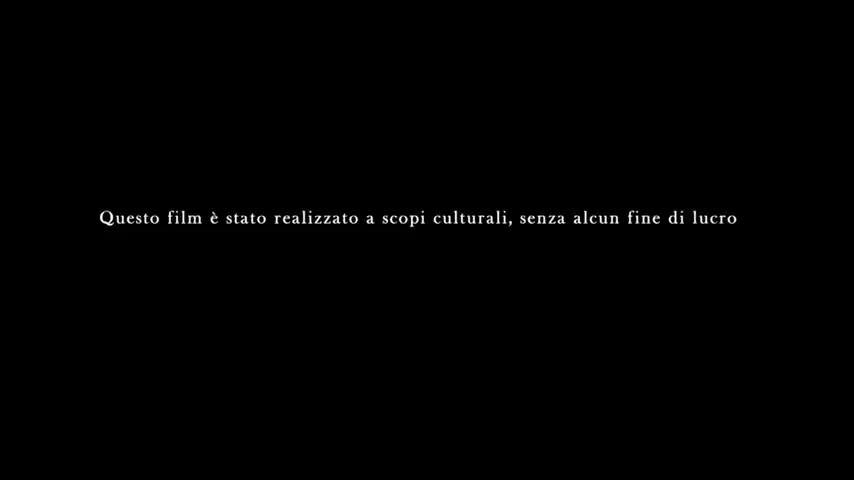 Questo film è stato realizzato a scopi culturali, senza alcun fine di lucro